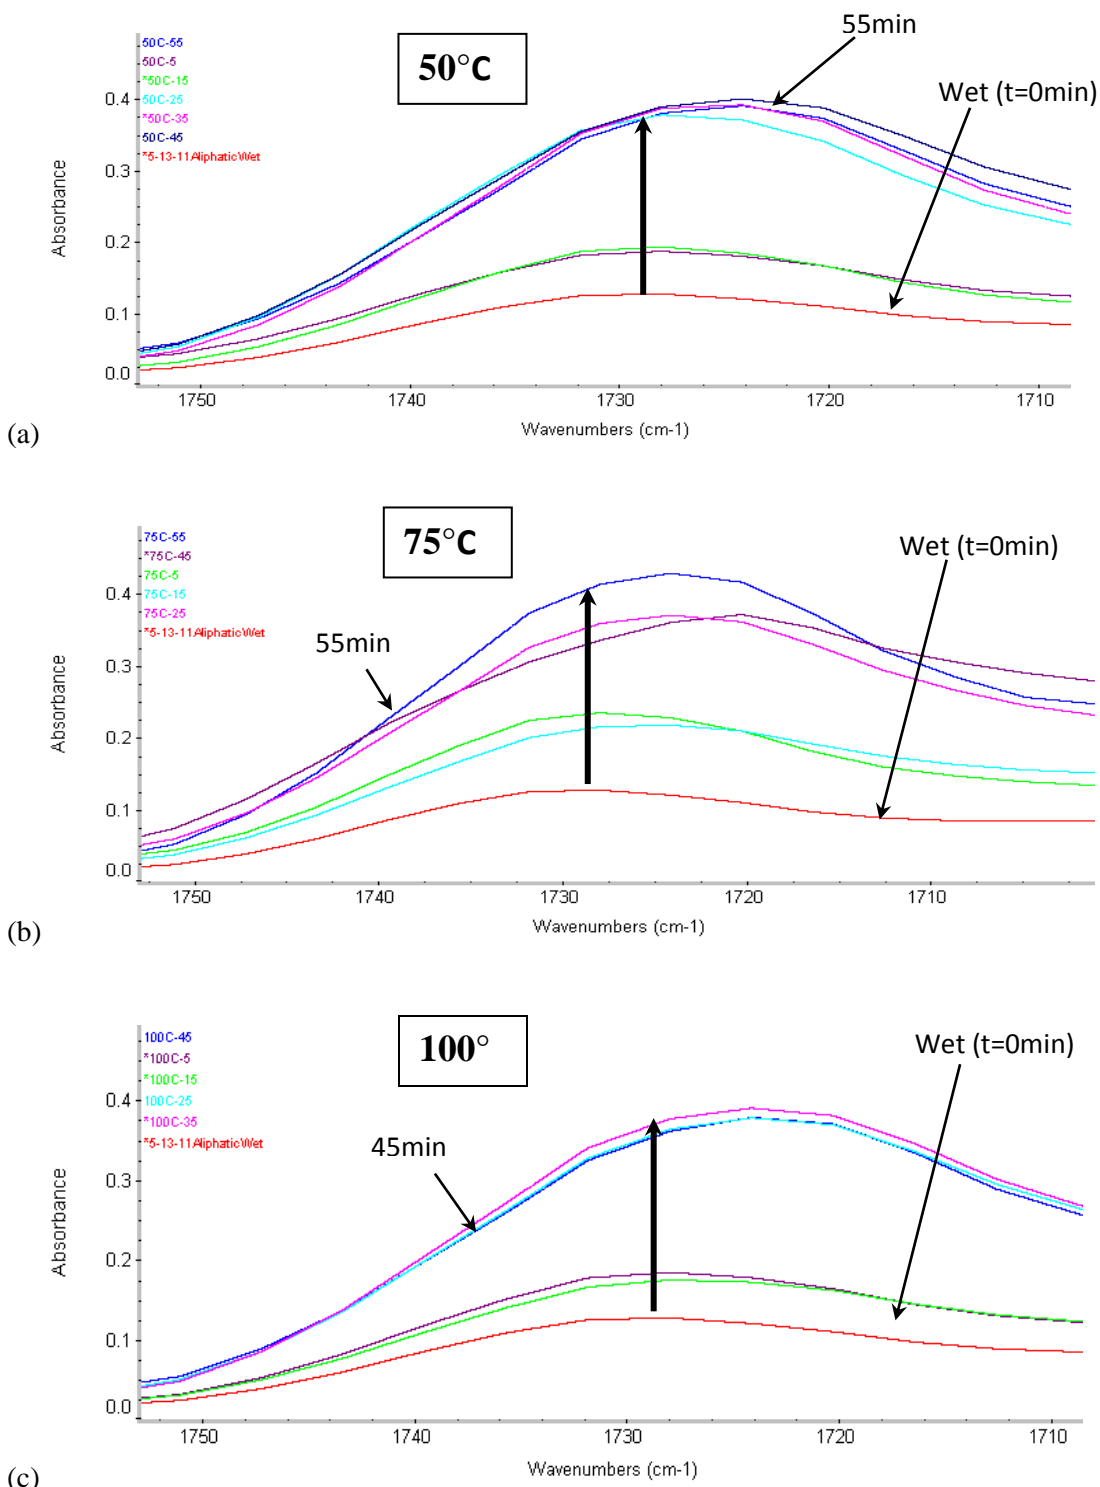 55min
50°C
Wet (t=0min)
50C-55
50C-5
*50C-15
50C-25
*50C-35
50C-45
*5-13-11AliphaticWet
Absorbance
0.4
0.3
0.2
0.1
0.0
1750 1740 1730 1720 1710
Wavenumbers (cm-1)
(a)
75°C
Wet (t=0min)
75C-55
*75C-45
75C-5
75C-15
75C-25
*5-13-11AliphaticWet
55min
Absorbance
0.4
0.3
0.2
0.1
0.0
1750 1740 1730 1720 1710
Wavenumbers (cm-1)
(b)
100°
Wet (t=0min)
100C-45
*100C-5
*100C-15
100C-25
*100C-35
*5-13-11AliphaticWet
45min
Absorbance
0.4
0.3
0.2
0.1
0.0
1750 1740 1730 1720 1710
Wavenumbers (cm-1)
(c)